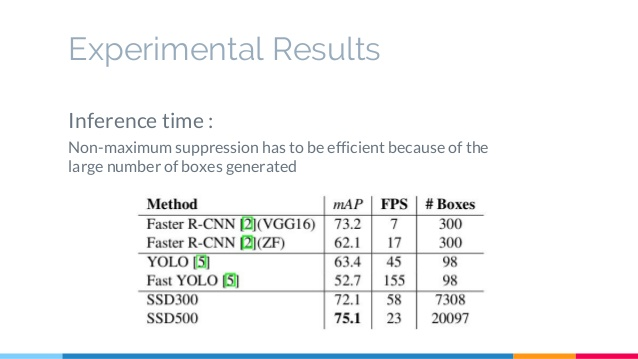 Experimental Results
Inference time :
Non-maximum suppression has to be efficient because of the
large number of boxes generated
Method mAP FPS # Boxes
Faster R-CNN [2](VGG16) 73.2 7 300
Faster R-CNN [2](ZF) 62.1 17 300
YOLO [5] 63.4 45 98
Fast YOLO [5] 52.7 155 98
SSD300 72.1 58 7308
SSD500 75.1 23 20097